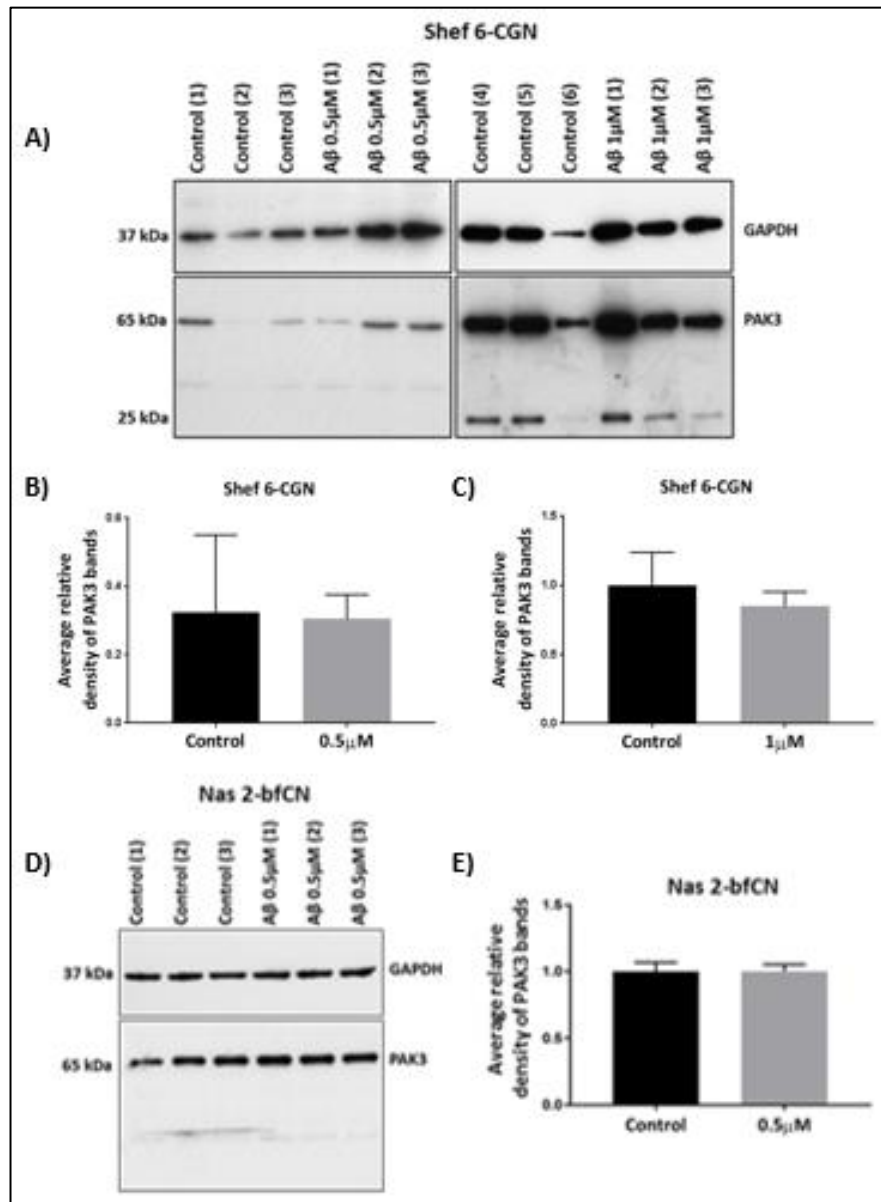 Shef 6-CGN
A)
Control (1)
Control (2)
Control (3)
Aβ 0.5µM (1)
Aβ 0.5µM (2)
Aβ 0.5µM (3)
Control (4)
Control (5)
Control (6)
Aβ 1µM (1)
Aβ 1µM (2)
Aβ 1µM (3)
37 kDa
GAPDH
65 kDa
PAK3
25 kDa
B)
Shef 6-CGN
Average relative
density of PAK3 bands
0.6
0.4
0.2
0.0
Control
0.5µM
C)
Shef 6-CGN
Average relative
density of PAK3 bands
1.5
1.0
0.5
0.0
Control
1µM
D)
Nas 2-bfCN
Control (1)
Control (2)
Control (3)
Aβ 0.5µM (1)
Aβ 0.5µM (2)
Aβ 0.5µM (3)
37 kDa
GAPDH
65 kDa
PAK3
E)
Nas 2-bfCN
Average relative
density of PAK3 bands
1.5
1.0
0.5
0.0
Control
0.5µM